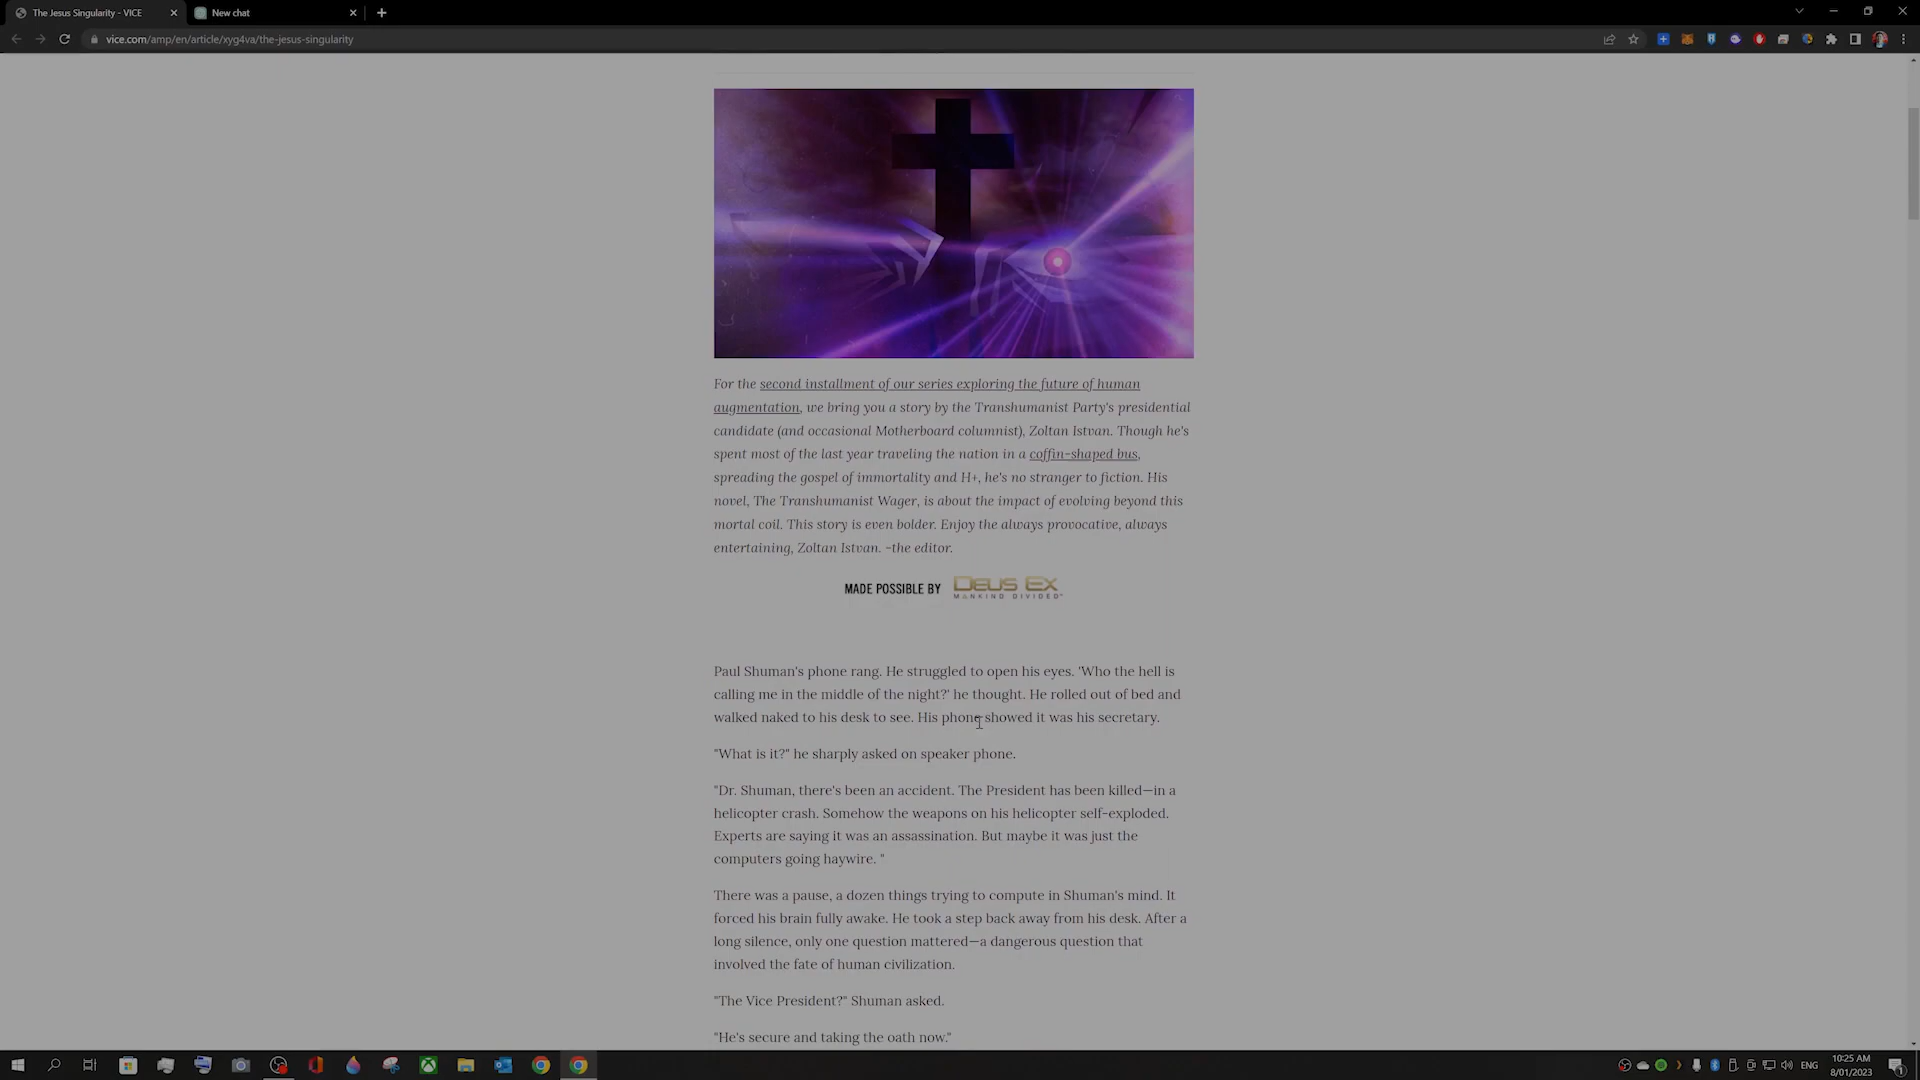 The Jesus Singularity - VICE
New chat
vice.com/amp/en/article/xyg4va/the-jesus-singularity
For the second installment of our series exploring the future of human
augmentation, we bring you a story by the Transhumanist Party's presidential
candidate (and occasional Motherboard columnist), Zoltan Istvan. Though he's
spent most of the last year traveling the nation in a coffin-shaped bus,
spreading the gospel of immortality and H+, he's no stranger to fiction. His
novel, The Transhumanist Wager, is about the impact of evolving beyond this
mortal coil. This story is even bolder. Enjoy the always provocative, always
entertaining, Zoltan Istvan. ~the editor.
MADE POSSIBLE BY DEUS EX
MANKIND DIVIDED
Paul Shuman's phone rang. He struggled to open his eyes. 'Who the hell is
calling me in the middle of the night?' he thought. He rolled out of bed and
walked naked to his desk to see. His phone showed it was his secretary.
"What is it?" he sharply asked on speaker phone.
"Dr. Shuman, there's been an accident. The President has been killed—in a
helicopter crash. Somehow the weapons on his helicopter self-exploded.
Experts are saying it was an assassination. But maybe it was just the
computers going haywire. "
There was a pause, a dozen things trying to compute in Shuman's mind. It
forced his brain fully awake. He took a step back away from his desk. After a
long silence, only one question mattered—a dangerous question that
involved the fate of human civilization.
"The Vice President?" Shuman asked.
"He's secure and taking the oath now."
ENG
10:25 AM
8/01/2023